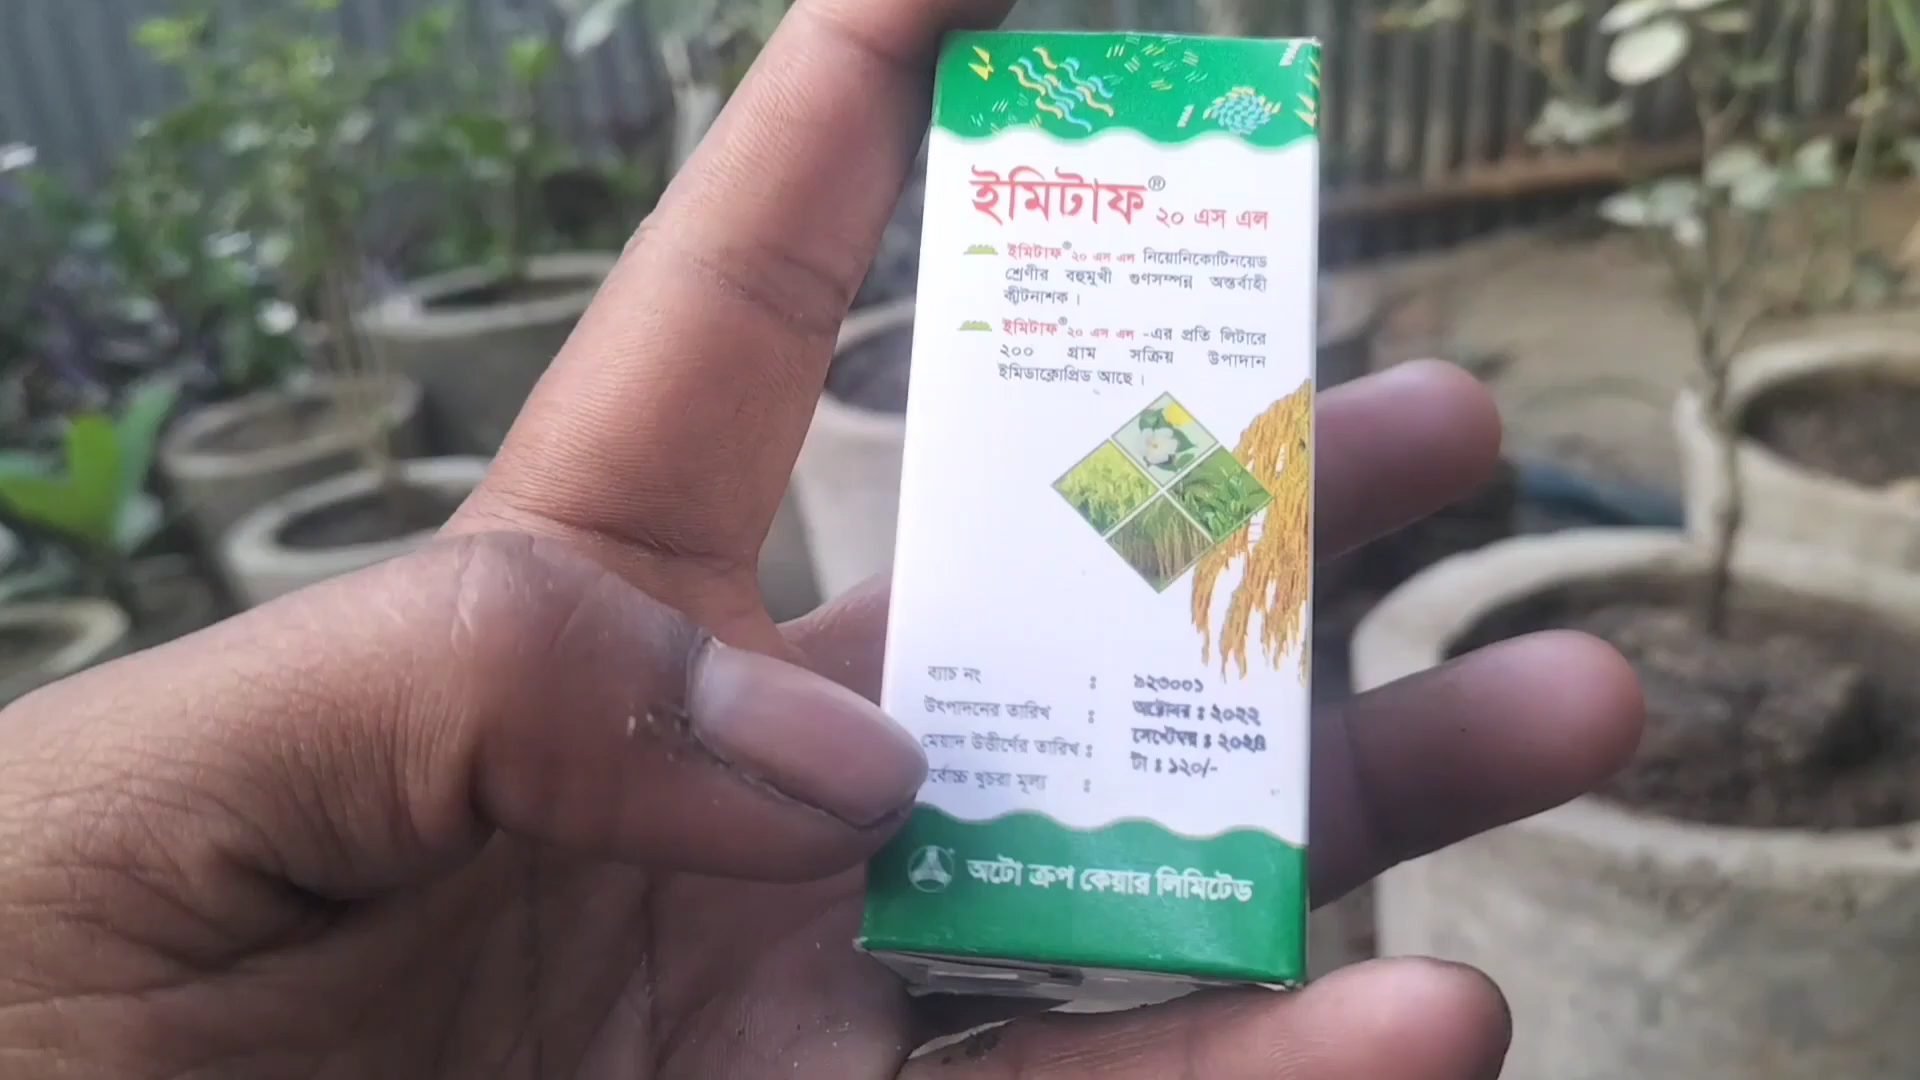 ইমিটাফ® ২০ এস এল
ইমিটাফ® ২০ এস এল নিয়োনিকোটিনয়েড
শ্রেণীর বহুমুখী গুণসম্পন্ন অন্তর্বাহী
কীটনাশক।
ইমিটাফ® ২০ এস এল -এর প্রতি লিটারে
২০০ গ্রাম সক্রিয় উপাদান
ইমিডাক্লোপ্রিড আছে।
ব্যাচ নং : ৯২৩০০১
উৎপাদনের তারিখ : অক্টোবর : ২০২২
মেয়াদ উত্তীর্ণের তারিখ : সেপ্টেম্বর : ২০২৪
র্বোচ্চ খুচরা মূল্য : টা : ১২০/-
অটো ক্রপ কেয়ার লিমিটেড